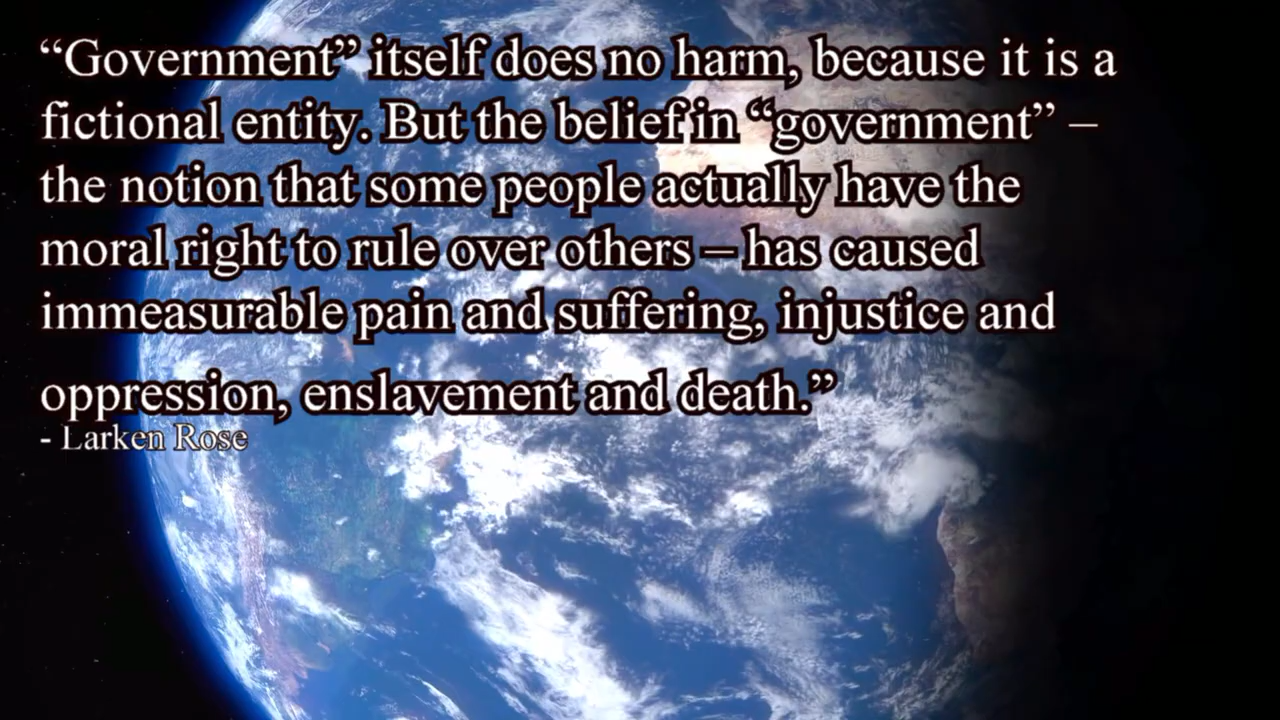 “Government” itself does no harm, because it is a
fictional entity. But the belief in “government” –
the notion that some people actually have the
moral right to rule over others – has caused
immeasurable pain and suffering, injustice and
oppression, enslavement and death.”
- Larken Rose